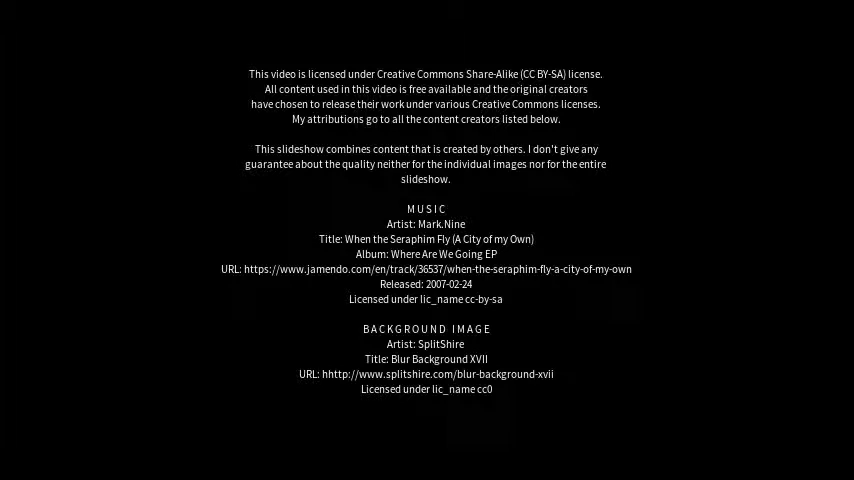 This video is licensed under Creative Commons Share-Alike (CC BY-SA) license.
All content used in this video is free available and the original creators
have chosen to release their work under various Creative Commons licenses.
My attributions go to all the content creators listed below.
This slideshow combines content that is created by others. I don't give any
guarantee about the quality neither for the individual images nor for the entire
slideshow.
MUSIC
Artist: Mark.Nine
Title: When the Seraphim Fly (A City of my Own)
Album: Where Are We Going EP
URL: https://www.jamendo.com/en/track/36537/when-the-seraphim-fly-a-city-of-my-own
Released: 2007-02-24
Licensed under lic_name cc-by-sa
BACKGROUND IMAGE
Artist: SplitShire
Title: Blur Background XVII
URL: hhttp://www.splitshire.com/blur-background-xvii
Licensed under lic_name cc0